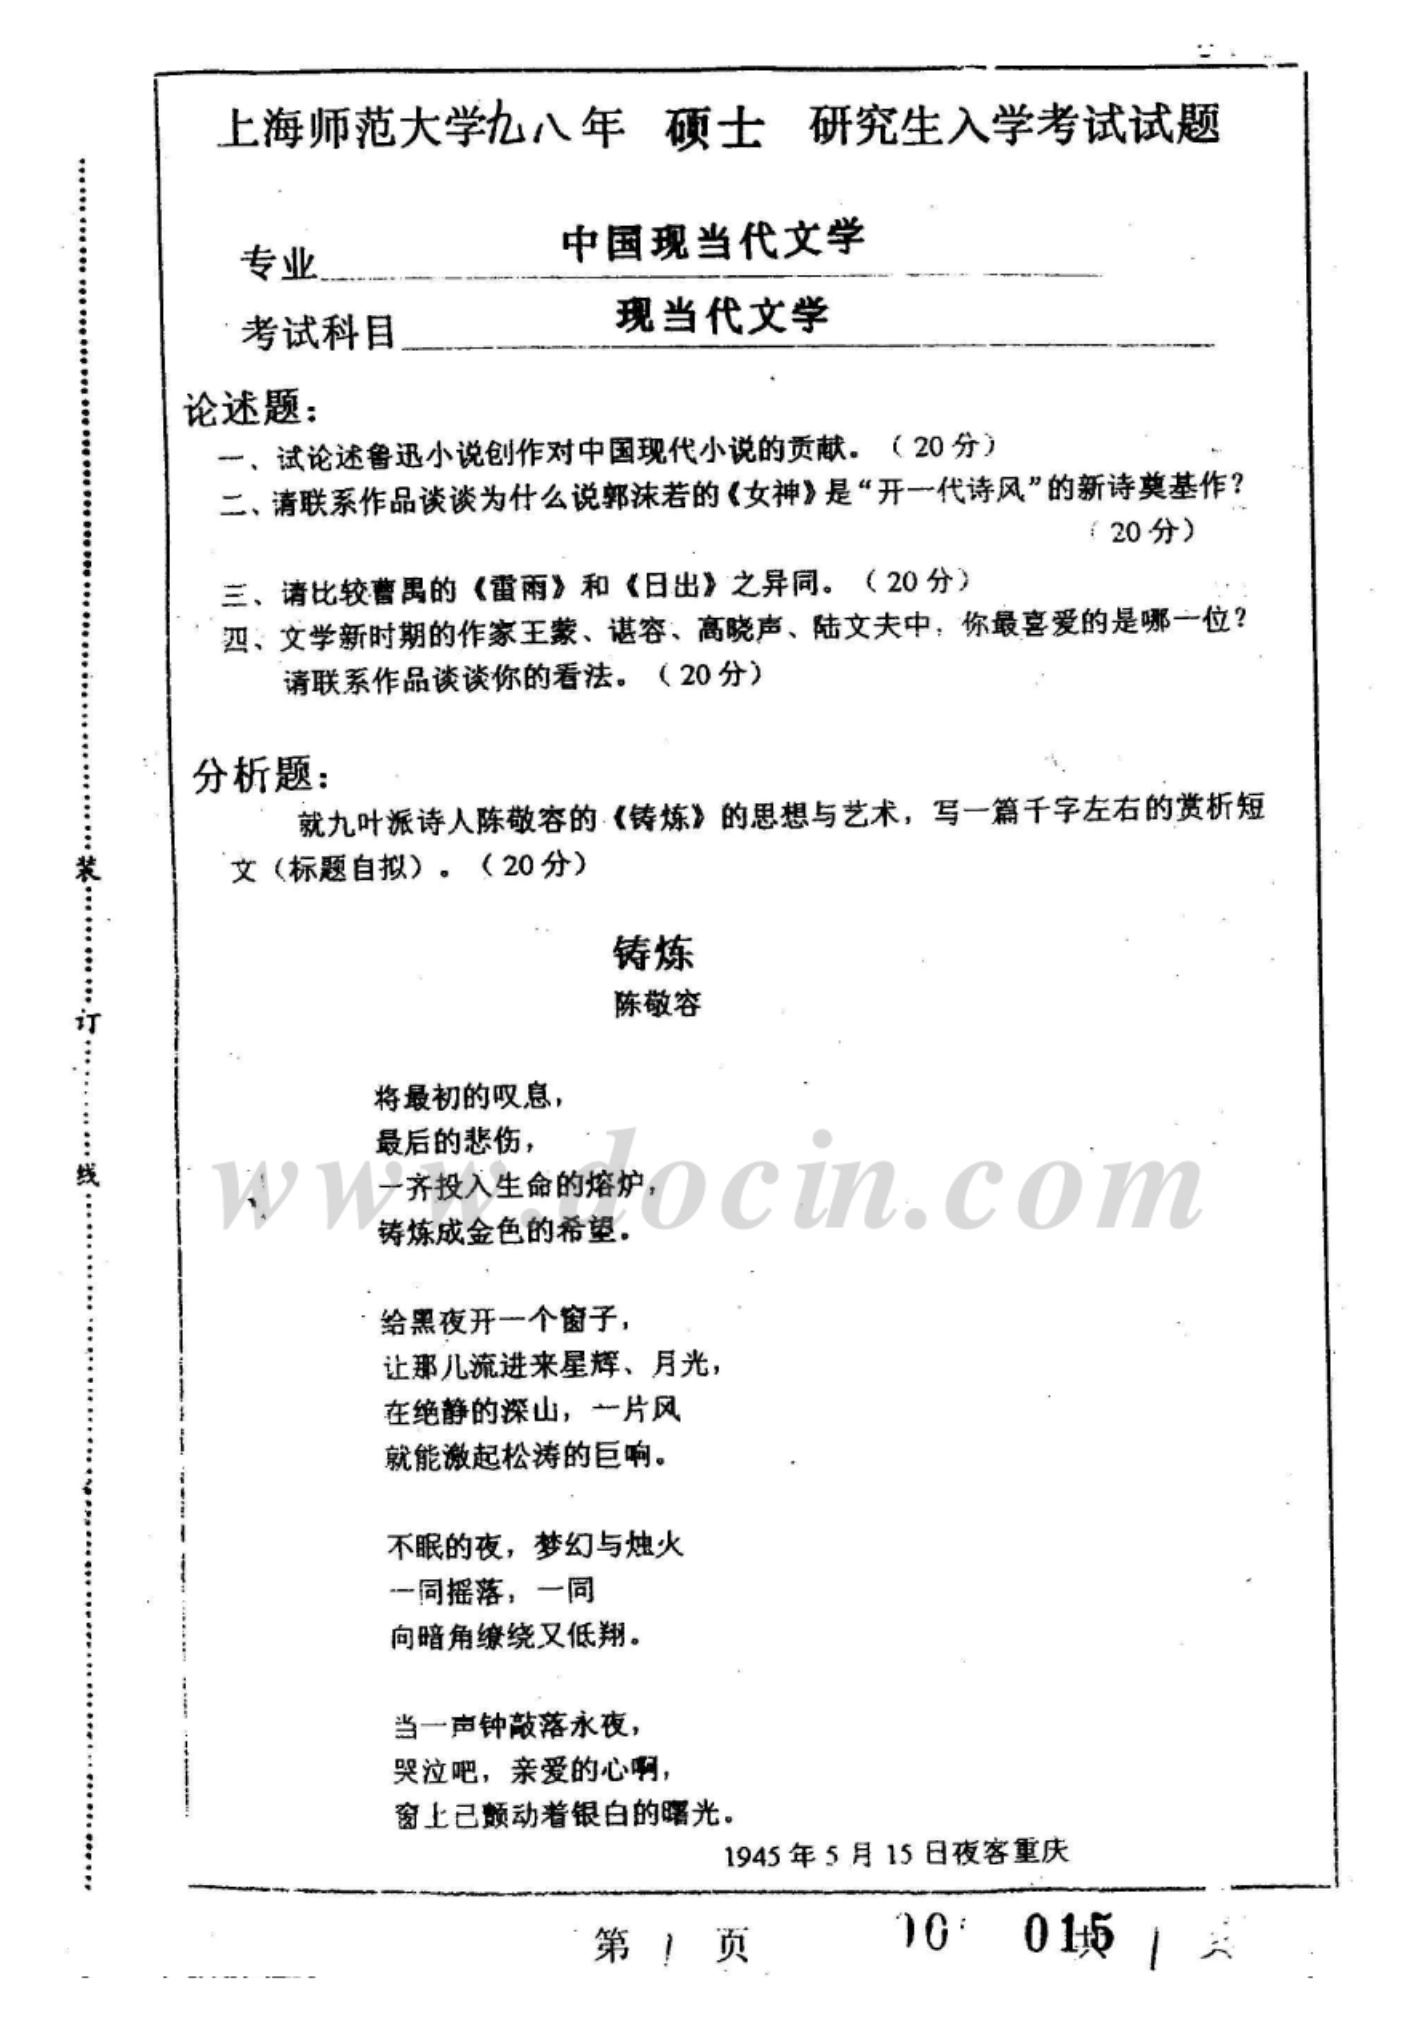 上海师范大学九八年 硕士 研究生入学考试试题
专业 中国现当代文学
考试科目 现当代文学
论述题：
一、试论述鲁迅小说创作对中国现代小说的贡献。（20分）
二、请联系作品谈谈为什么说郭沫若的《女神》是“开一代诗风”的新诗奠基作？
（20分）
三、请比较曹禺的《雷雨》和《日出》之异同。（20分）
四、文学新时期的作家王蒙、谌容、高晓声、陆文夫中，你最喜爱的是哪一位？
请联系作品谈谈你的看法。（20分）
分析题：
就九叶派诗人陈敬容的《铸炼》的思想与艺术，写一篇千字左右的赏析短
文（标题自拟）。（20分）
铸炼
陈敬容
将最初的叹息，
最后的悲伤，
一齐投入生命的熔炉，
铸炼成金色的希望。
给黑夜开一个窗子，
让那儿流进来星辉、月光，
在绝静的深山，一片风
就能激起松涛的巨响。
不眠的夜，梦幻与烛火
一同摇落，一同
向暗角缭绕又低翔。
当一声钟敲落永夜，
哭泣吧，亲爱的心啊，
窗上已颤动着银白的曙光。
1945年5月15日夜客重庆
装
订
线
www.docin.com
第 1 页 015 共 1